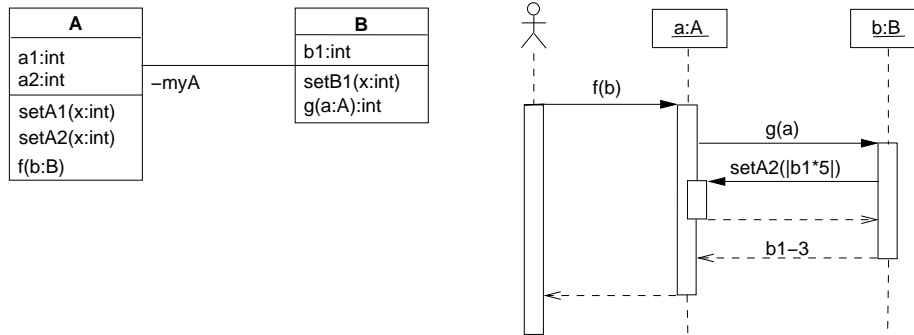 A
a1:int
a2:int
setA1(x:int)
setA2(x:int)
f(b:B)
–myA
B
b1:int
setB1(x:int)
g(a:A):int
a:A
b:B
f(b)
g(a)
setA2(|b1*5|)
b1–3